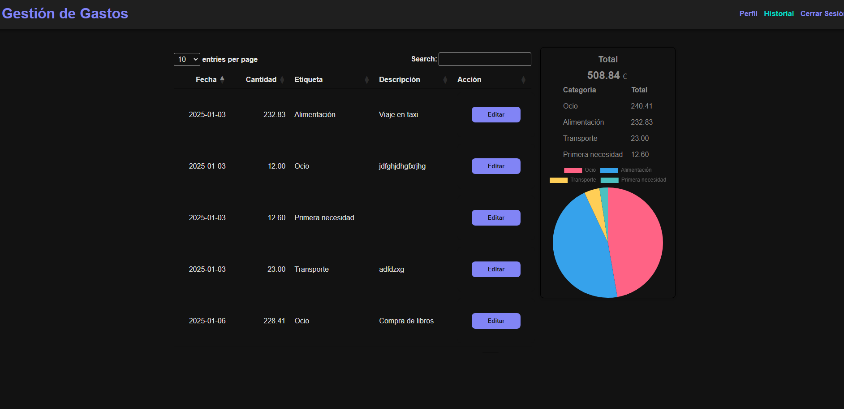 Gestión de Gastos
Perfil Historial Cerrar Sesió
10 entries per page Search:
Fecha Cantidad Etiqueta Descripción Acción
2025-01-03 232.83 Alimentación Viaje en taxi Editar
2025-01-03 12.00 Ocio Editar
2025-01-03 12.60 Primera necesidad Editar
2025-01-03 23.00 Transporte Editar
2025-01-06 228.41 Ocio Compra de libros Editar
Total
508.84 €
Categoría Total
Ocio 240.41
Alimentación 232.83
Transporte 23.00
Primera necesidad 12.60
Ocio Alimentación
Transporte Primera necesidad